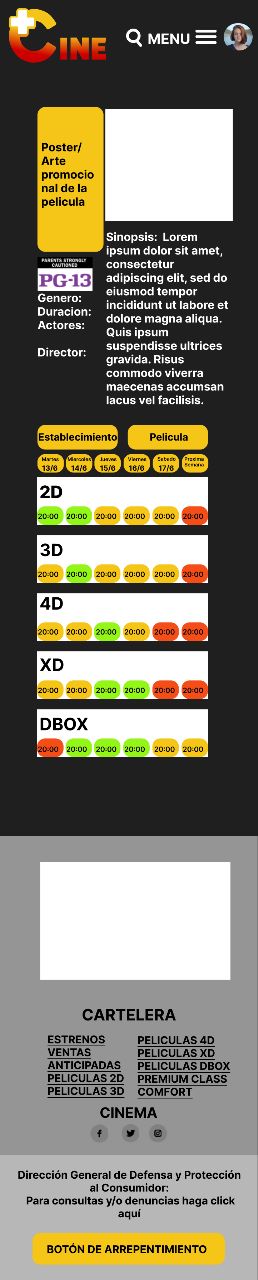 CINE
MENU
Poster/
Arte
promocio
nal de la
pelicula
PARENTS STRONGLY CAUTIONED
PG-13
Genero:
Duracion:
Actores:
Director:
Sinopsis: Lorem
ipsum dolor sit amet,
consectetur
adipiscing elit, sed do
eiusmod tempor
incididunt ut labore et
dolore magna aliqua.
Quis ipsum
suspendisse ultrices
gravida. Risus
commodo viverra
maecenas accumsan
lacus vel facilisis.
Establecimiento Pelicula
Martes Miercoles Jueves Viernes Sabado Proxima
13/6 14/6 15/6 16/6 17/6 Semana
2D
20:00 20:00 20:00 20:00 20:00 20:00
3D
20:00 20:00 20:00 20:00 20:00 20:00
4D
20:00 20:00 20:00 20:00 20:00 20:00
XD
20:00 20:00 20:00 20:00 20:00 20:00
DBOX
20:00 20:00 20:00 20:00 20:00 20:00
CARTELERA
ESTRENOS
VENTAS
ANTICIPADAS
PELICULAS 2D
PELICULAS 3D
PELICULAS 4D
PELICULAS XD
PELICULAS DBOX
PREMIUM CLASS
COMFORT
CINEMA
Dirección General de Defensa y Protección
al Consumidor:
Para consultas y/o denuncias haga click
aquí
BOTÓN DE ARREPENTIMIENTO